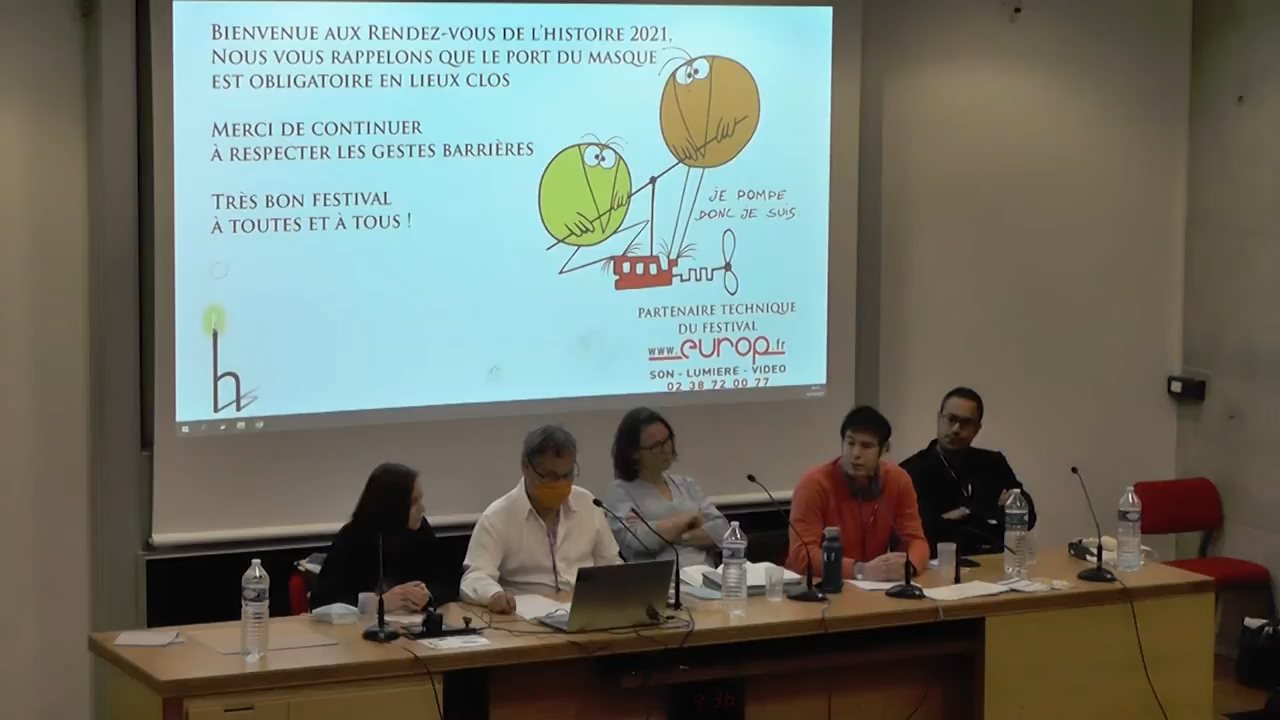 BIENVENUE AUX RENDEZ-VOUS DE L'HISTOIRE 2021,
NOUS VOUS RAPPELONS QUE LE PORT DU MASQUE
EST OBLIGATOIRE EN LIEUX CLOS
MERCI DE CONTINUER
À RESPECTER LES GESTES BARRIÈRES
TRÈS BON FESTIVAL
À TOUTES ET À TOUS !
JE POMPE
DONC JE SUIS
PARTENAIRE TECHNIQUE
DU FESTIVAL
www.europ.fr
SON - LUMIERE - VIDEO
02 38 72 00 77
h
9:36